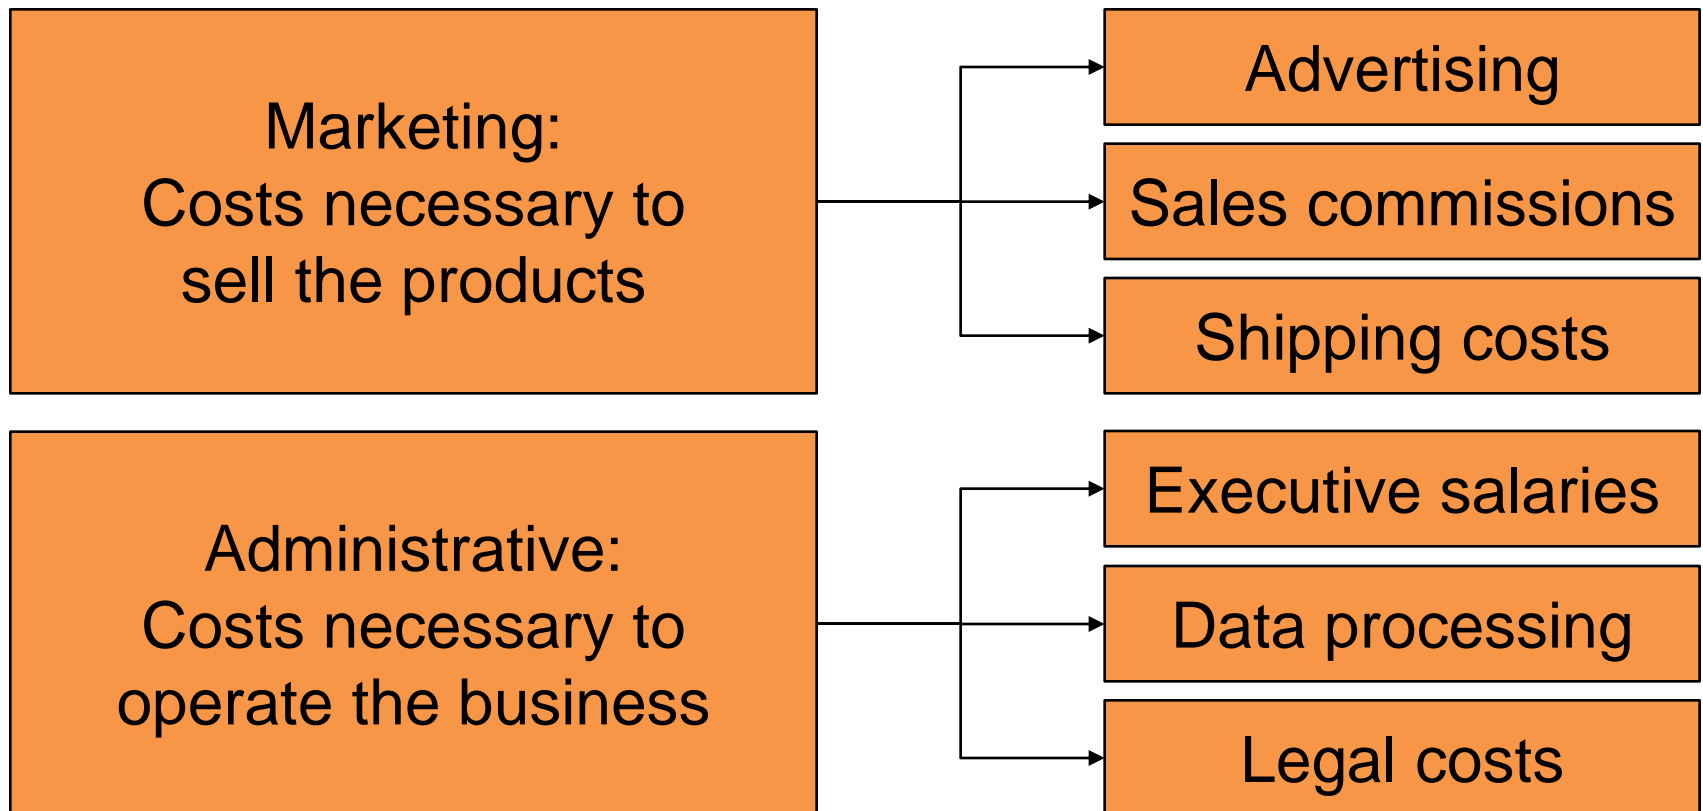 Marketing:
Costs necessary to
sell the products
Advertising
Sales commissions
Shipping costs
Administrative:
Costs necessary to
operate the business
Executive salaries
Data processing
Legal costs